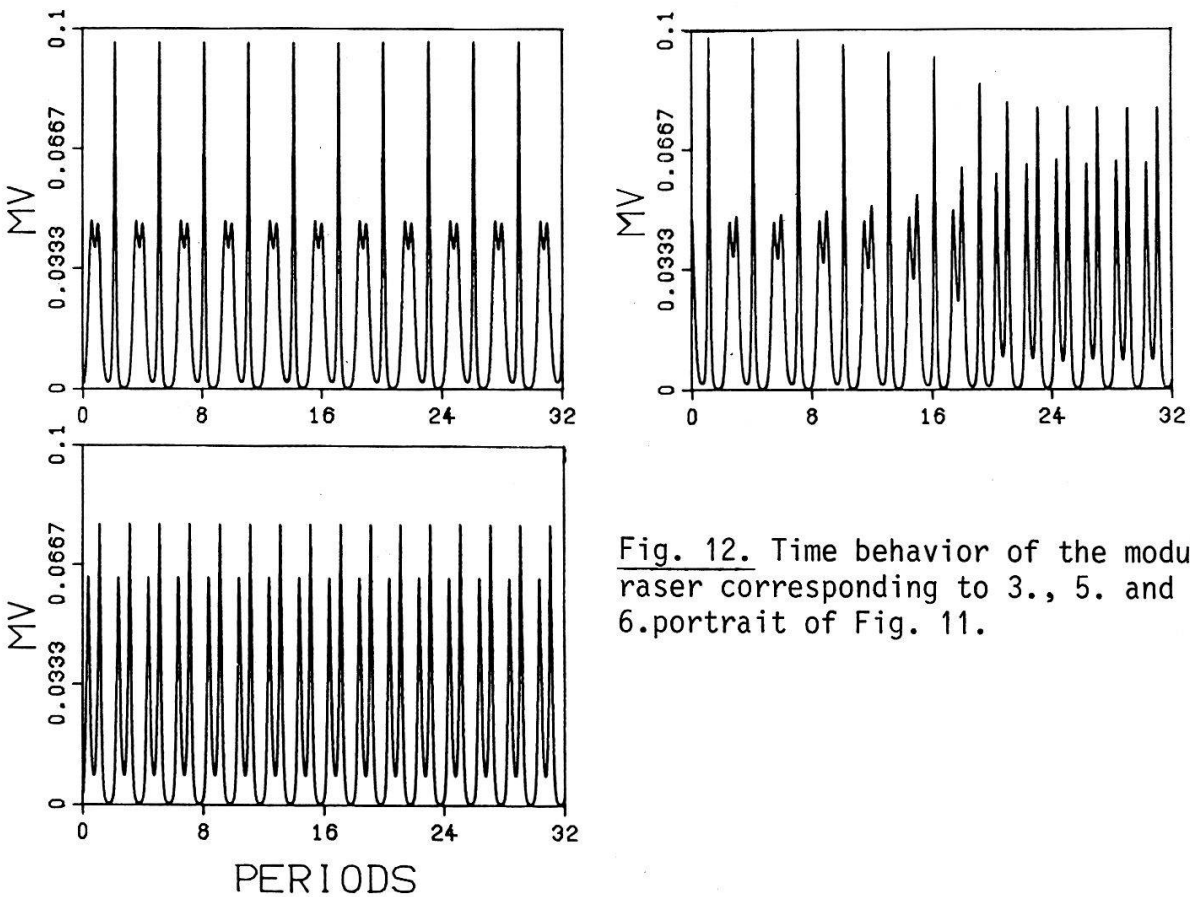 0.1
0.0667
0.0333
0
MV
0 8 16 24 32
0.1
0.0667
0.0333
0
MV
0 8 16 24 32
0.1
0.0667
0.0333
0
MV
0 8 16 24 32
PERIODS
Fig. 12. Time behavior of the modu
raser corresponding to 3., 5. and
6.portrait of Fig. 11.